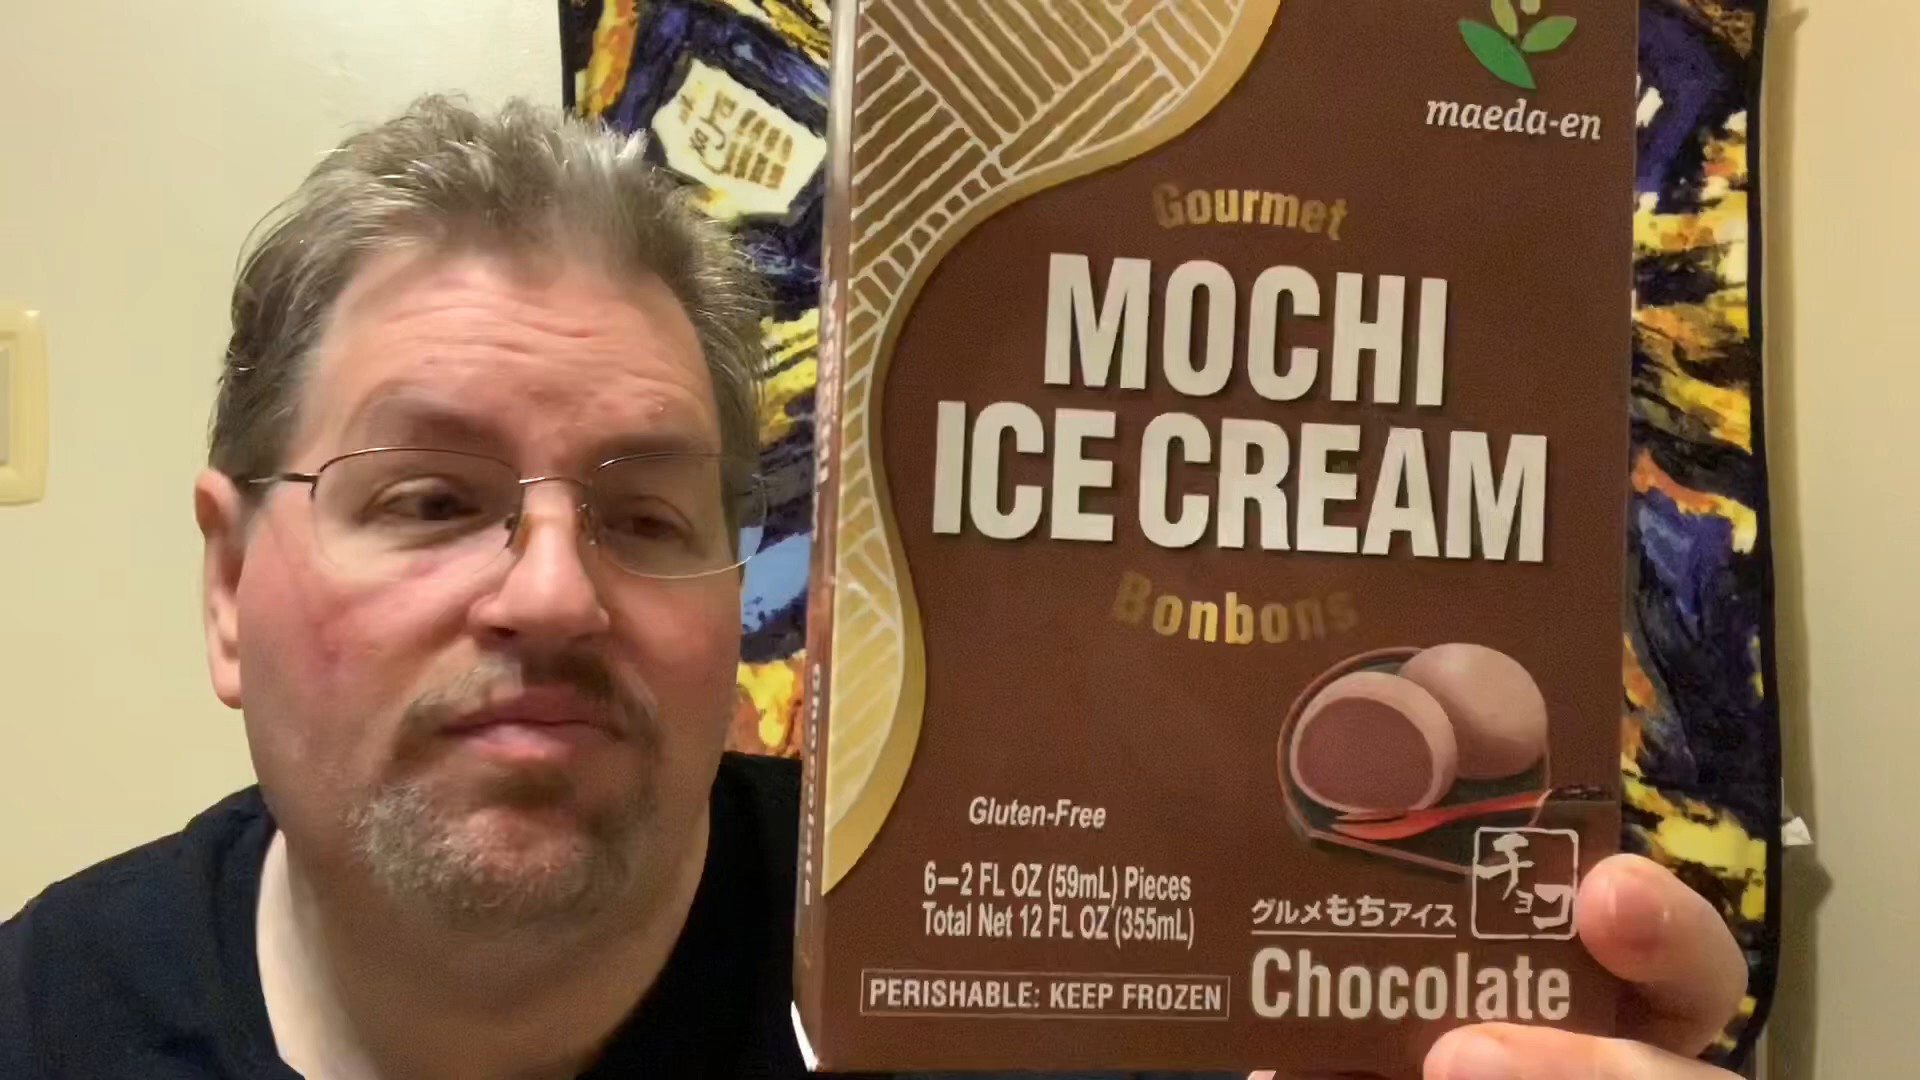 maeda-en
Gourmet
MOCHI
ICE CREAM
Bonbons
Gluten-Free
6—2 FL OZ (59mL) Pieces
Total Net 12 FL OZ (355mL)
PERISHABLE: KEEP FROZEN
チョコ
グルメもちアイス
Chocolate